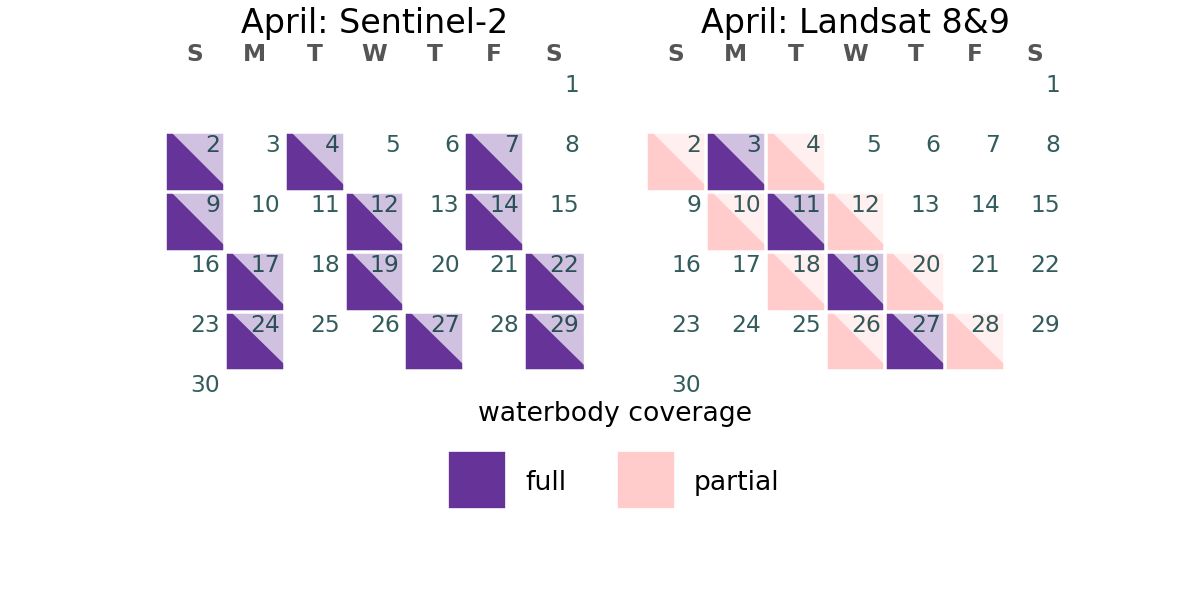 April: Sentinel-2
S M T W T F S
1
2 3 4 5 6 7 8
9 10 11 12 13 14 15
16 17 18 19 20 21 22
23 24 25 26 27 28 29
30
April: Landsat 8&9
S M T W T F S
1
2 3 4 5 6 7 8
9 10 11 12 13 14 15
16 17 18 19 20 21 22
23 24 25 26 27 28 29
30
waterbody coverage
full
partial